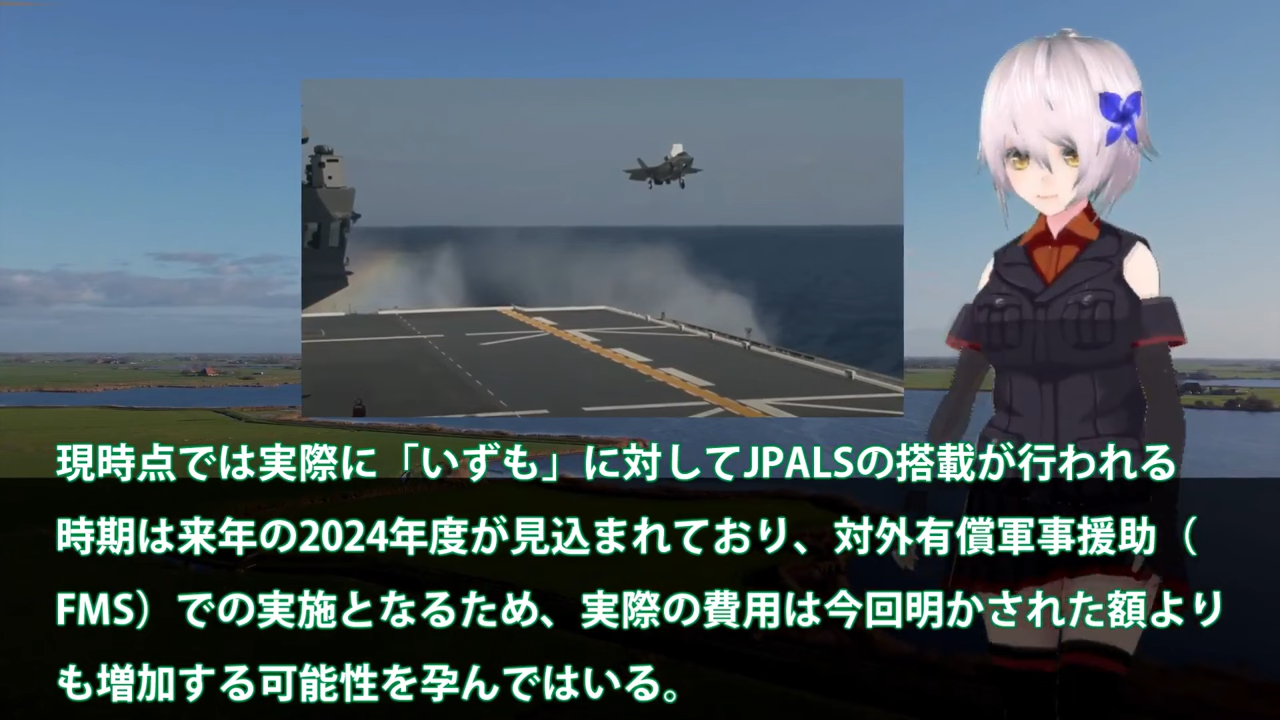 現時点では実際に「いずも」に対してJPALSの搭載が行われる
時期は来年の2024年度が見込まれており、対外有償軍事援助（
FMS）での実施となるため、実際の費用は今回明かされた額より
も増加する可能性を孕んではいる。